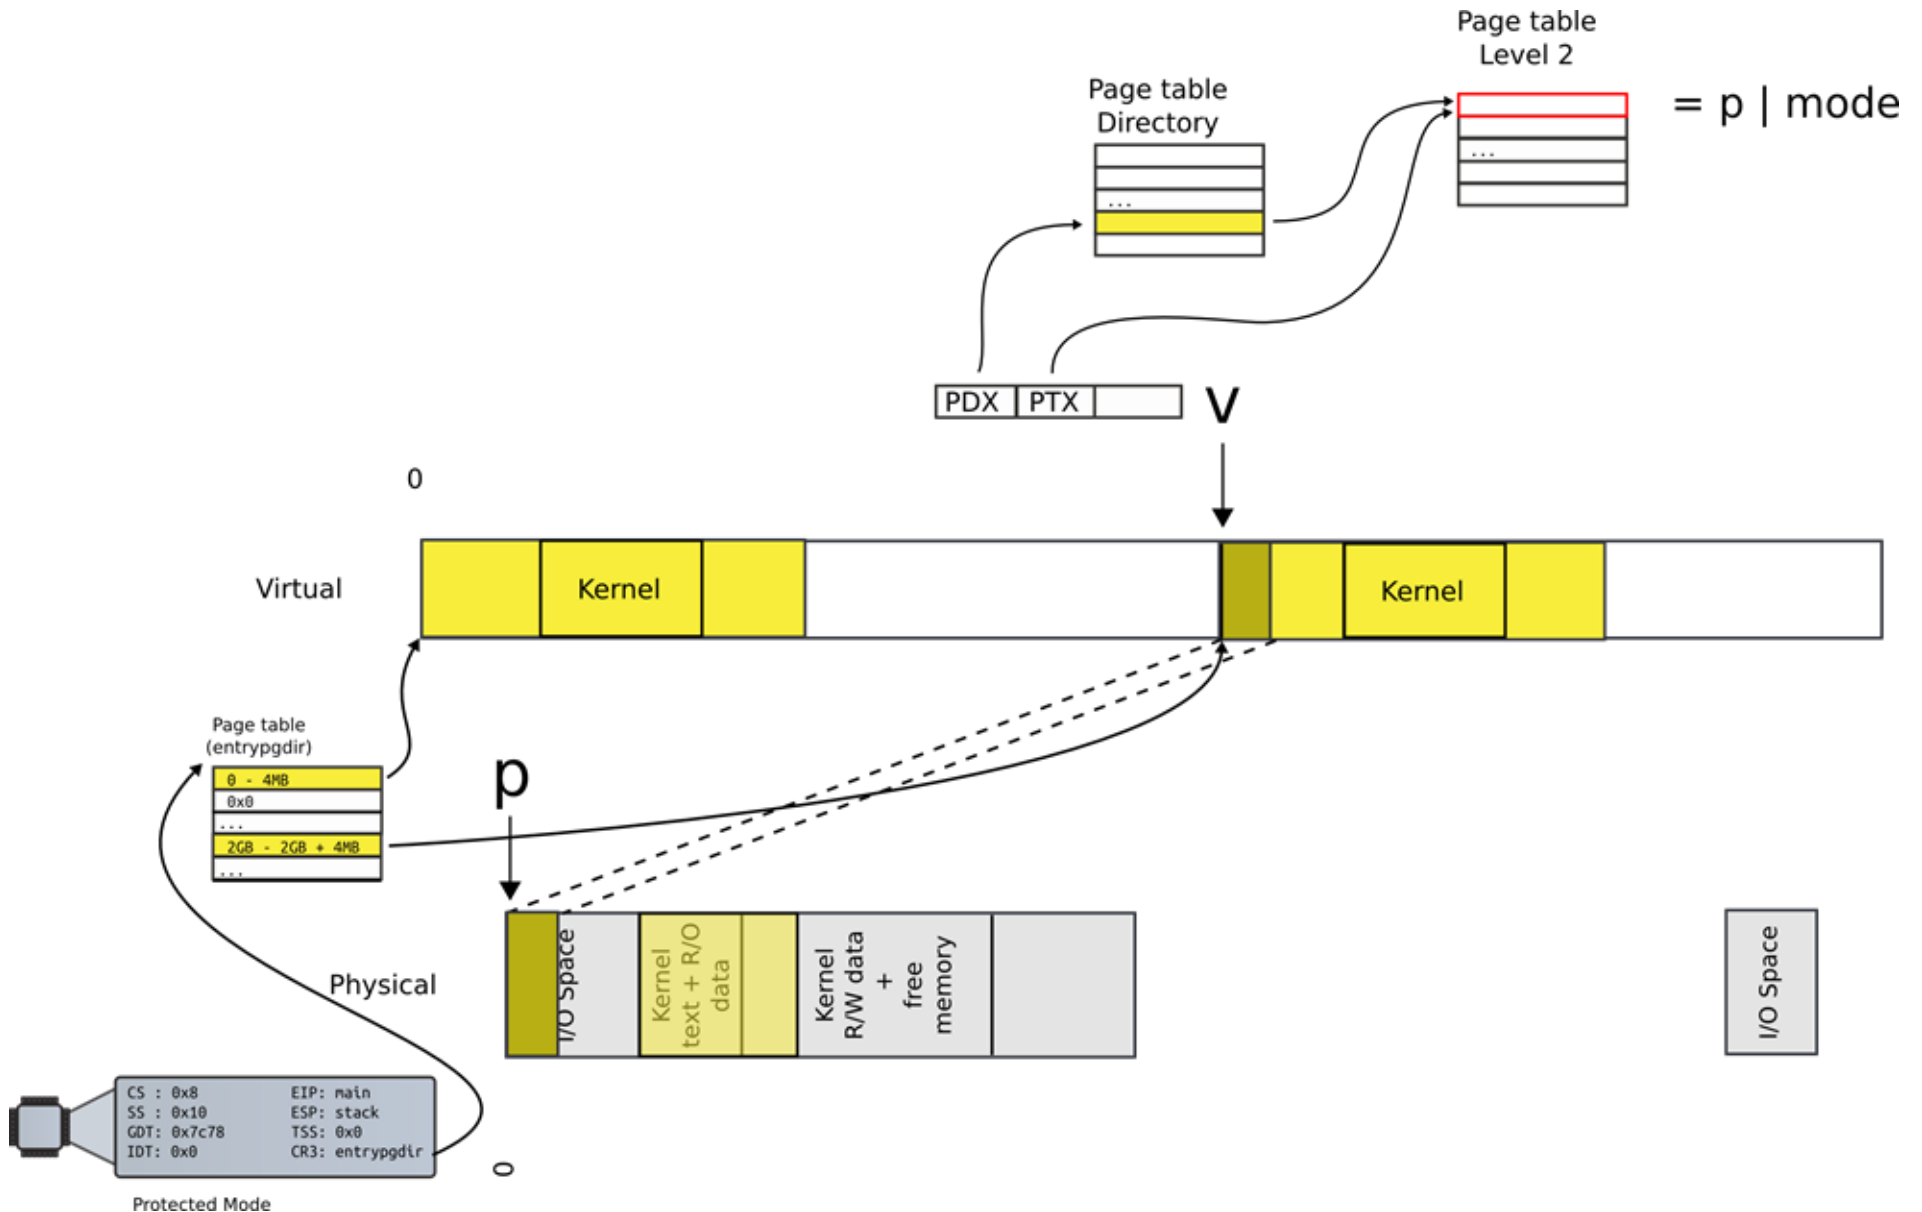 Page table
Level 2
= p | mode
Page table
Directory
...
...
PDX PTX
v
0
Virtual
Kernel
Kernel
Page table
(entrypgdir)
0 - 4MB
0x0
...
2GB - 2GB + 4MB
...
p
Physical
I/O Space
Kernel
text + R/O
data
Kernel
R/W data
+
free
memory
I/O Space
CS : 0x8 EIP: main
SS : 0x10 ESP: stack
GDT: 0x7c78 TSS: 0x0
IDT: 0x0 CR3: entrypgdir
0
Protected Mode